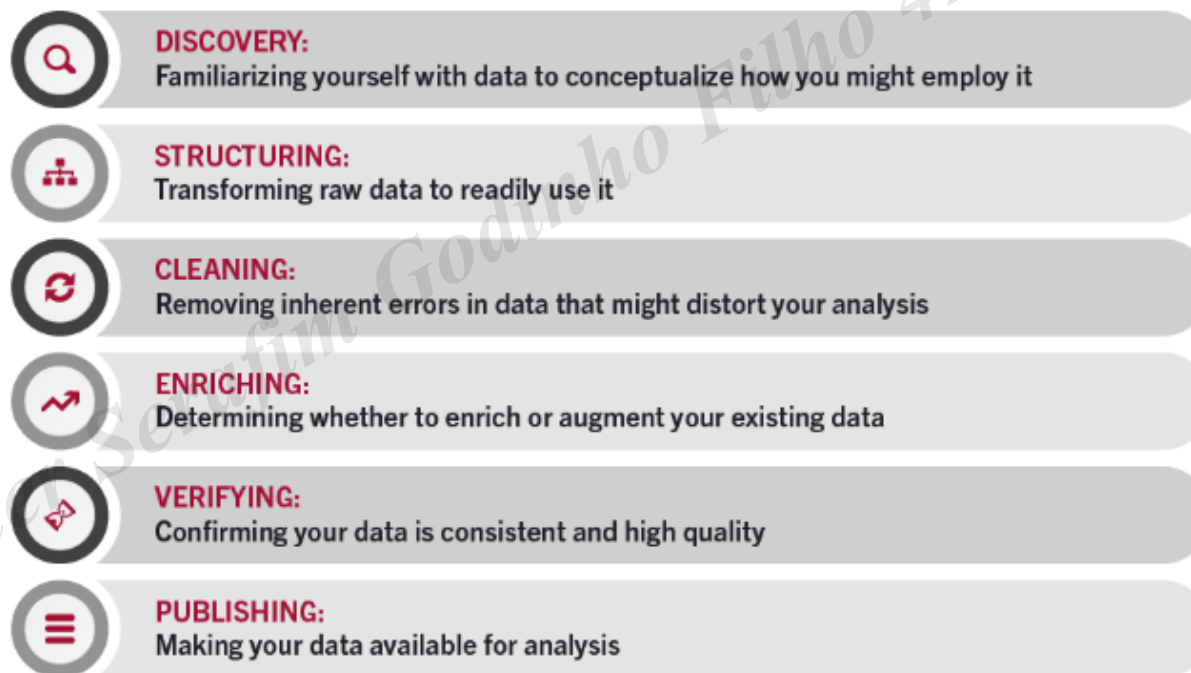 DISCOVERY:
Familiarizing yourself with data to conceptualize how you might employ it
STRUCTURING:
Transforming raw data to readily use it
CLEANING:
Removing inherent errors in data that might distort your analysis
ENRICHING:
Determining whether to enrich or augment your existing data
VERIFYING:
Confirming your data is consistent and high quality
PUBLISHING:
Making your data available for analysis
Serafim Godinho Filho